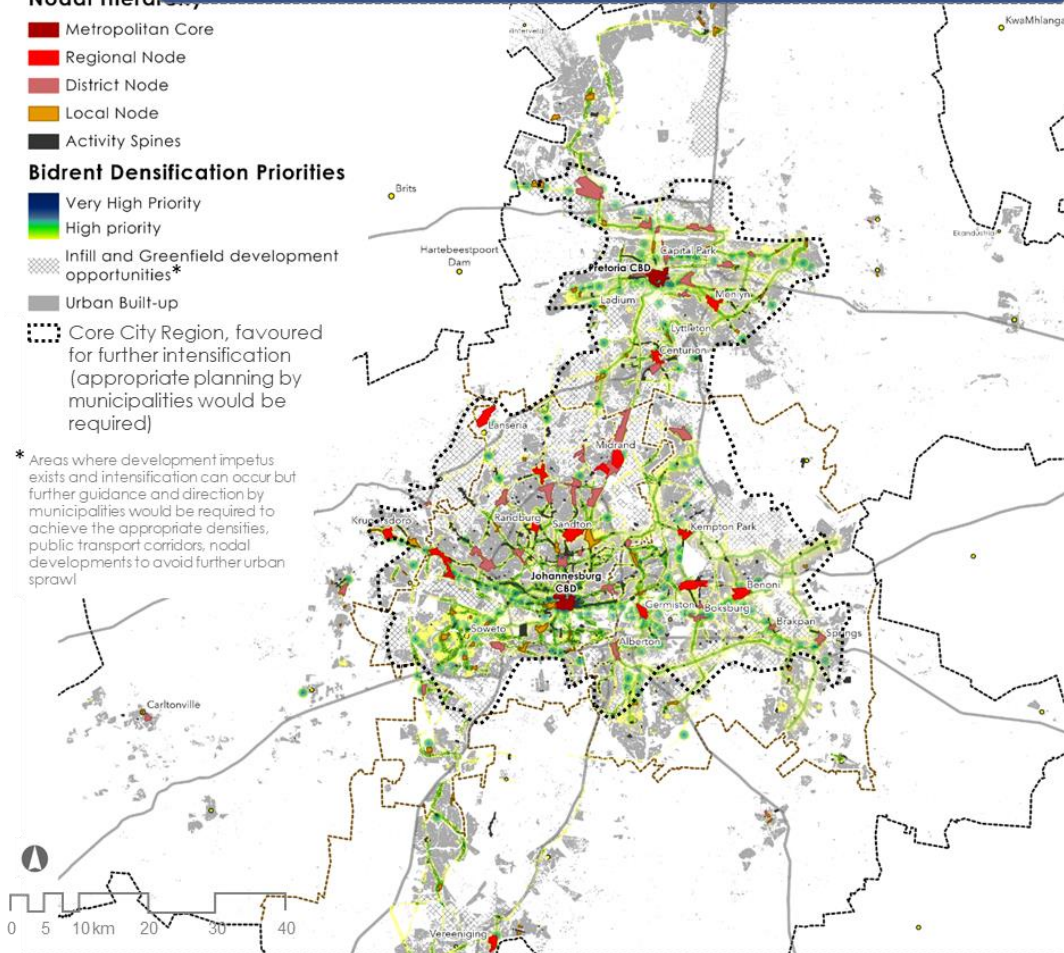 Nodal Hierarchy
Metropolitan Core
Regional Node
District Node
Local Node
Activity Spines
Bidrent Densification Priorities
Very High Priority
High priority
Infill and Greenfield development
opportunities*
Urban Built-up
Core City Region, favoured
for further intensification
(appropriate planning by
municipalities would be
required)
* Areas where development impetus
exists and intensification can occur but
further guidance and direction by
municipalities would be required to
achieve the appropriate densities,
public transport corridors, nodal
developments to avoid further urban
sprawl
KwaMhlanga
Brits
Hartebeestpoort
Dam
Capital Park
Pretoria CBD
Menlyn
Ladium
Lyttleton
Centurion
Lanseria
Midrand
Krugersdorp
Randburg
Sandton
Kempton Park
Johannesburg
CBD
Benoni
Germiston
Boksburg
Soweto
Brakpan
Springs
Alberton
Carltonville
Vereeniging
0 5 10km 20 30 40